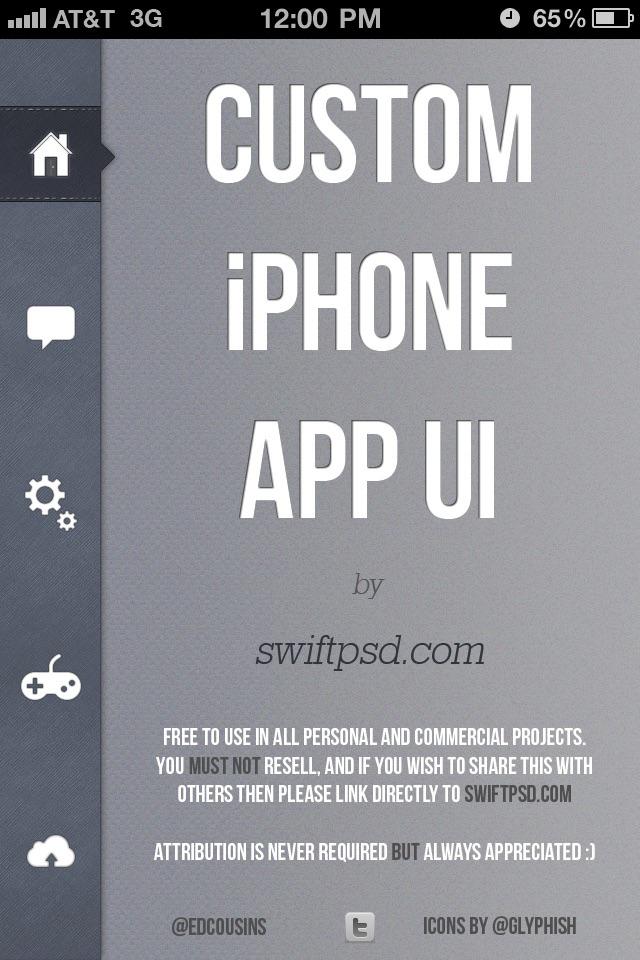 AT&T 3G 12:00 PM 65%
CUSTOM
iPHONE
APP UI
by
swiftpsd.com
FREE TO USE IN ALL PERSONAL AND COMMERCIAL PROJECTS.
YOU MUST NOT RESELL, AND IF YOU WISH TO SHARE THIS WITH
OTHERS THEN PLEASE LINK DIRECTLY TO SWIFTPSD.COM
ATTRIBUTION IS NEVER REQUIRED BUT ALWAYS APPRECIATED :)
@EDCOUSINS t ICONS BY @GLYPHISH